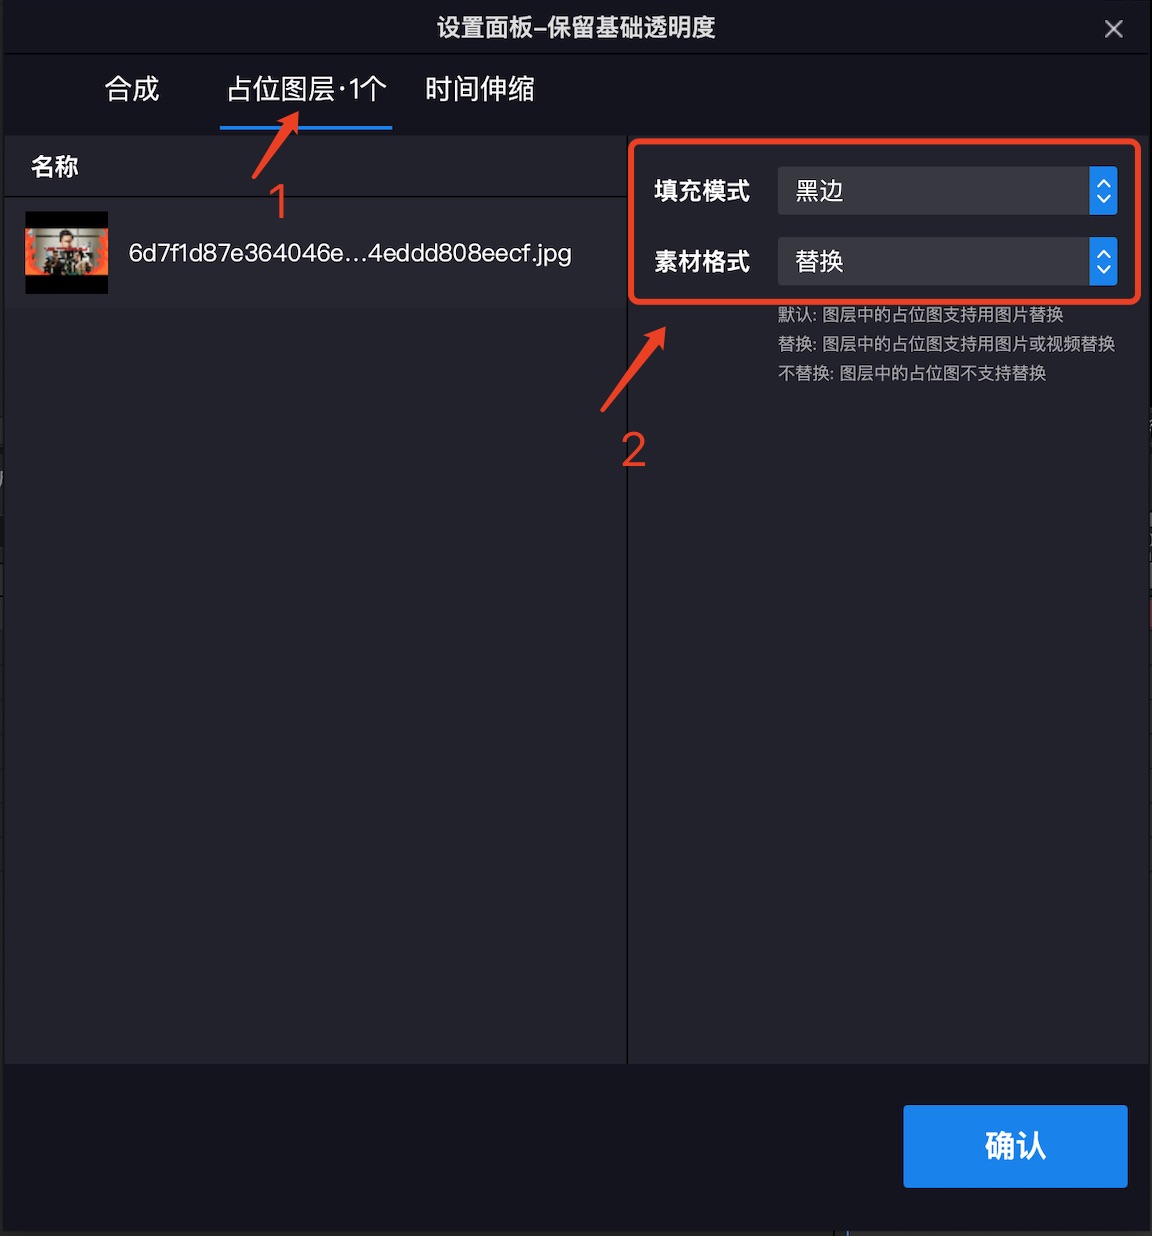 设置面板-保留基础透明度
合成
占位图层·1个
时间伸缩
名称
1
6d7f1d87e364046e...4eddd808eecf.jpg
填充模式
黑边
素材格式
替换
默认: 图层中的占位图支持用图片替换
替换: 图层中的占位图支持用图片或视频替换
不替换: 图层中的占位图不支持替换
2
确认